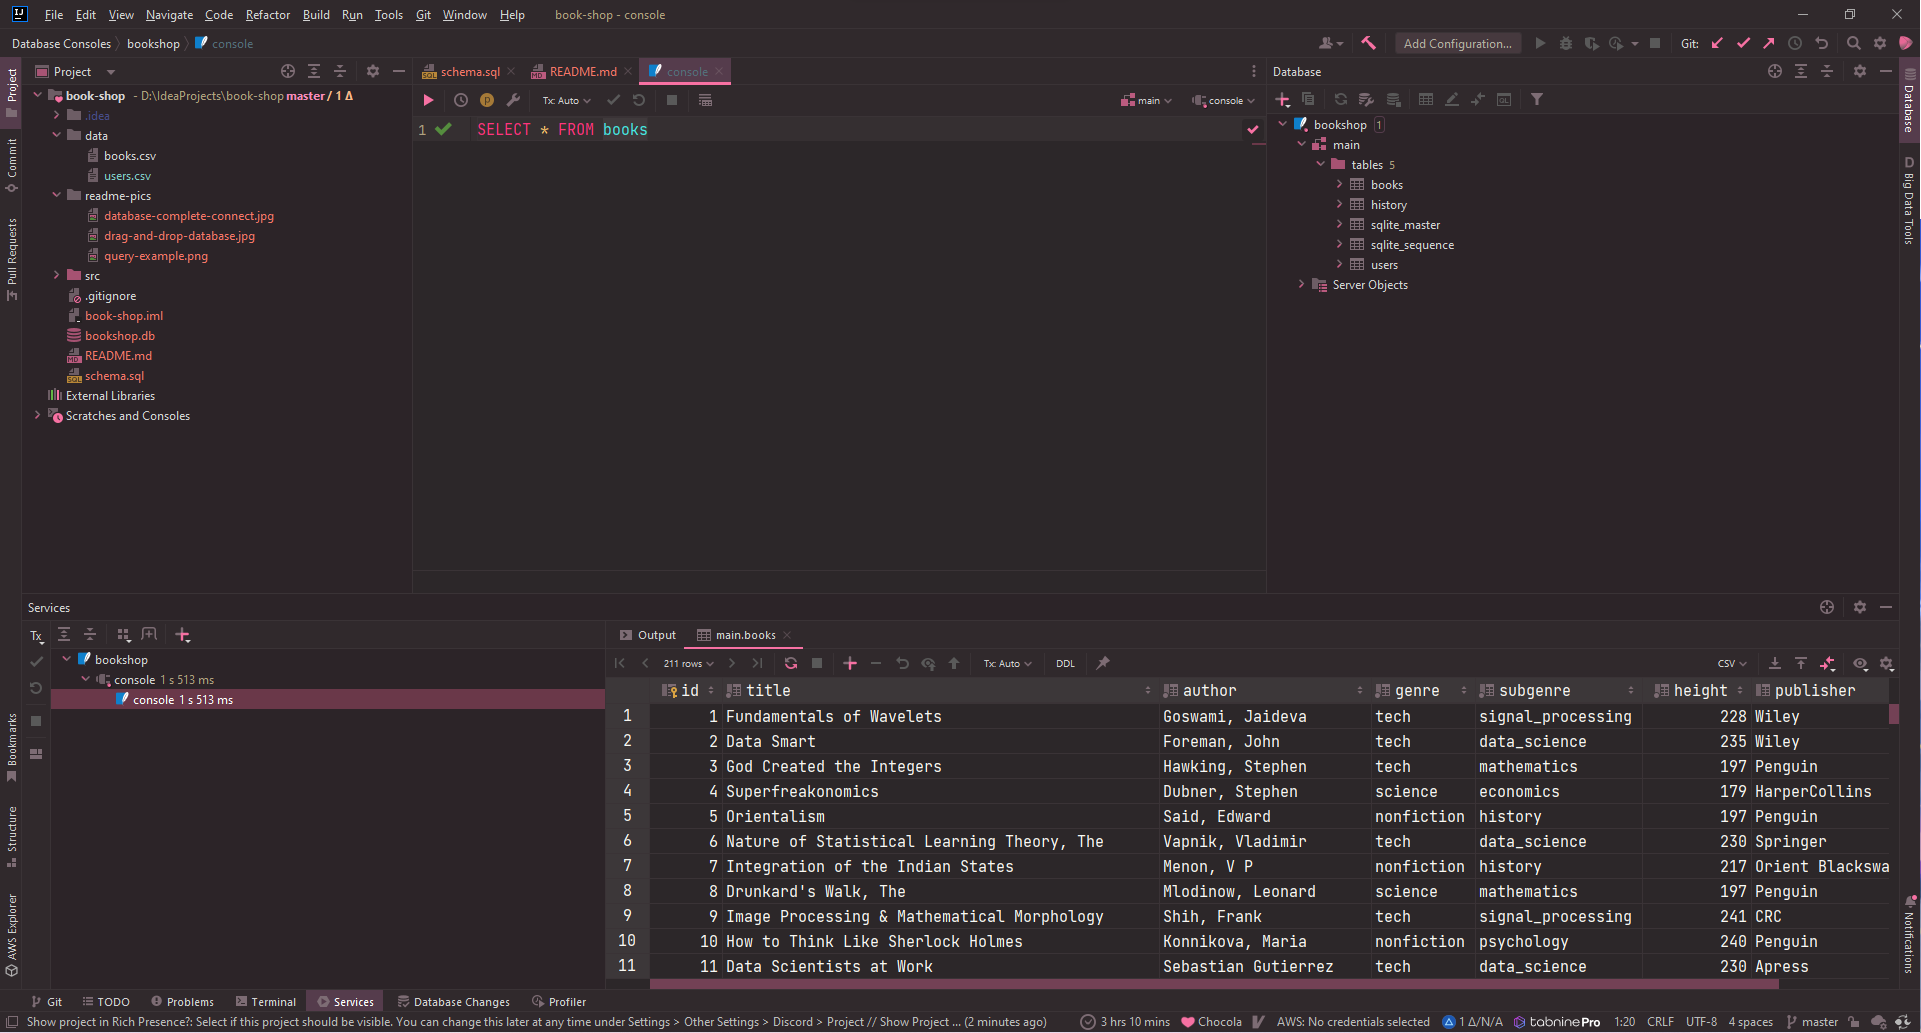 File Edit View Navigate Code Refactor Build Run Tools Git Window Help book-shop - console
Database Consoles bookshop console
Add Configuration... Git:
Project
schema.sql README.md console
Database
book-shop - D:\IdeaProjects\book-shop master / 1 Δ
.idea
data
books.csv
users.csv
readme-pics
database-complete-connect.jpg
drag-and-drop-database.jpg
query-example.png
src
.gitignore
book-shop.iml
bookshop.db
README.md
schema.sql
External Libraries
Scratches and Consoles
Tx: Auto main console
1 SELECT * FROM books
bookshop 1
main
tables 5
books
history
sqlite_master
sqlite_sequence
users
Server Objects
Project
Commit
Pull Requests
Bookmarks
Structure
AWS Explorer
Database
D Big Data Tools
Notifications
Services
Tx
bookshop
console 1 s 513 ms
console 1 s 513 ms
Output main.books
211 rows Tx: Auto DDL CSV
id title author genre subgenre height publisher
1 1 Fundamentals of Wavelets Goswami, Jaideva tech signal_processing 228 Wiley
2 2 Data Smart Foreman, John tech data_science 235 Wiley
3 3 God Created the Integers Hawking, Stephen tech mathematics 197 Penguin
4 4 Superfreakonomics Dubner, Stephen science economics 179 HarperCollins
5 5 Orientalism Said, Edward nonfiction history 197 Penguin
6 6 Nature of Statistical Learning Theory, The Vapnik, Vladimir tech data_science 230 Springer
7 7 Integration of the Indian States Menon, V P nonfiction history 217 Orient Blackswa
8 8 Drunkard's Walk, The Mlodinow, Leonard science mathematics 197 Penguin
9 9 Image Processing & Mathematical Morphology Shih, Frank tech signal_processing 241 CRC
10 10 How to Think Like Sherlock Holmes Konnikova, Maria nonfiction psychology 240 Penguin
11 11 Data Scientists at Work Sebastian Gutierrez tech data_science 230 Apress
Git TODO Problems Terminal Services Database Changes Profiler
Show project in Rich Presence?: Select if this project should be visible. You can change this later at any time under Settings > Other Settings > Discord > Project // Show Project ... (2 minutes ago) 3 hrs 10 mins Chocola AWS: No credentials selected 1 Δ/N/A tabnine Pro 1:20 CRLF UTF-8 4 spaces master